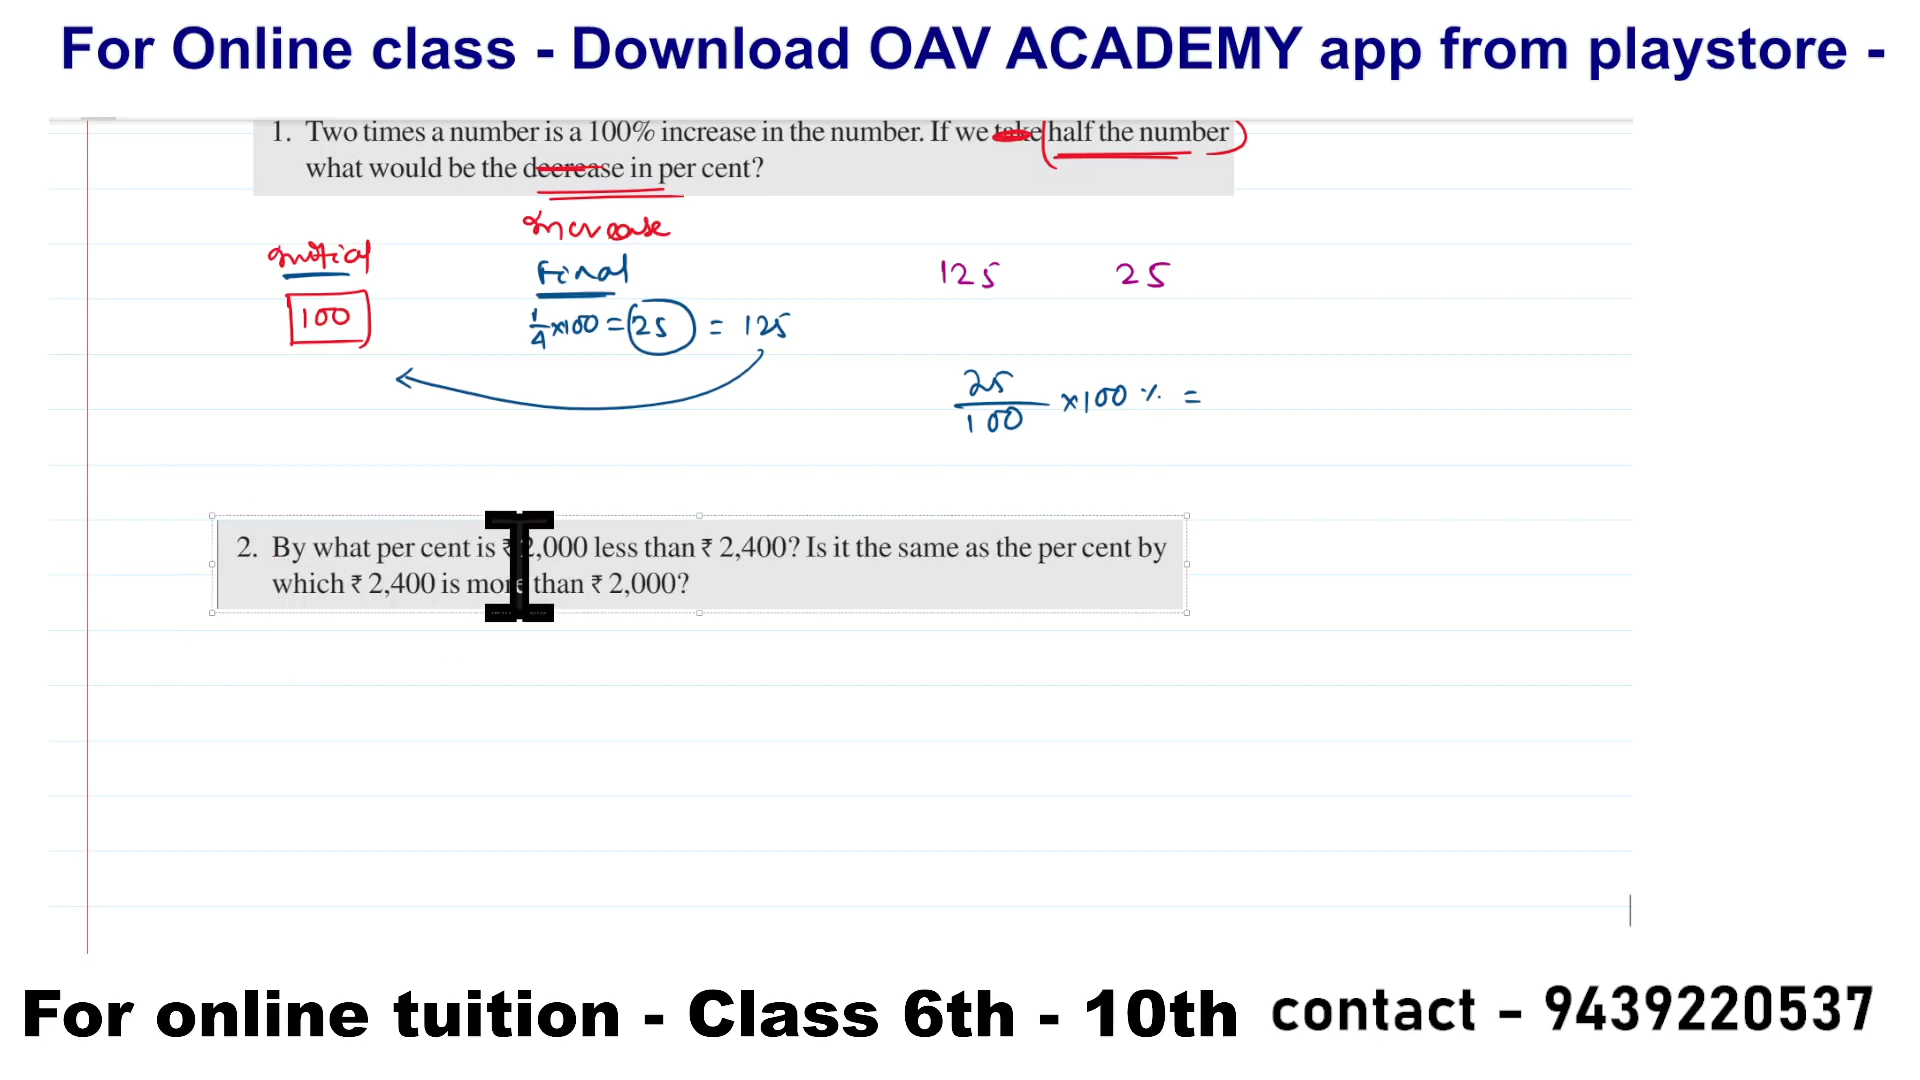 For Online class - Download OAV ACADEMY app from playstore -
1. Two times a number is a 100% increase in the number. If we take half the number
what would be the decrease in per cent?
Increase
Initial
Final
125 25
100
1/4 ×100 = 25 = 125
25/100 ×100 % =
2. By what per cent is ₹ 2,000 less than ₹ 2,400? Is it the same as the per cent by
which ₹ 2,400 is more than ₹ 2,000?
For online tuition - Class 6th - 10th contact - 9439220537